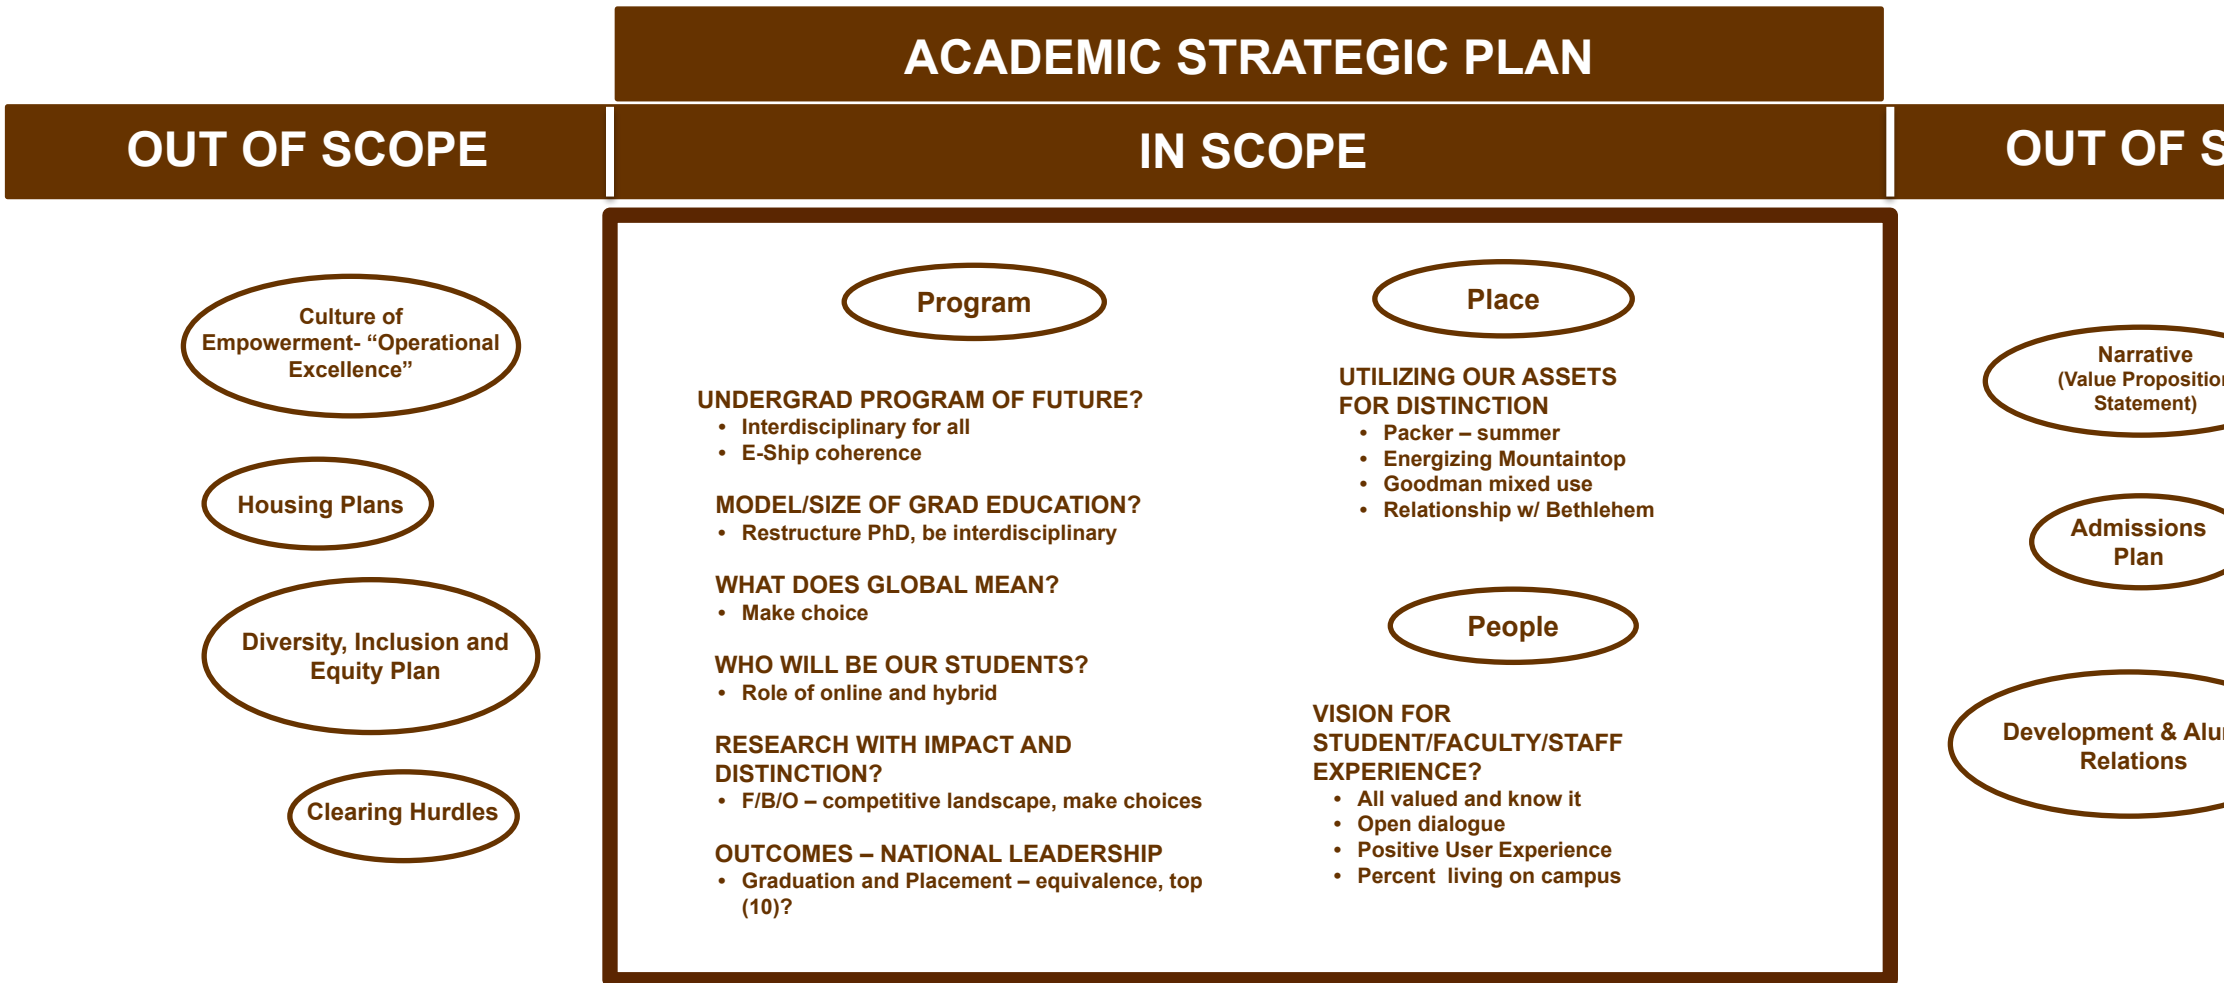 ACADEMIC STRATEGIC PLAN
OUT OF SCOPE
IN SCOPE
OUT OF S
Culture of
Empowerment- “Operational
Excellence”
Housing Plans
Diversity, Inclusion and
Equity Plan
Clearing Hurdles
Program
UNDERGRAD PROGRAM OF FUTURE?
• Interdisciplinary for all
• E-Ship coherence
MODEL/SIZE OF GRAD EDUCATION?
• Restructure PhD, be interdisciplinary
WHAT DOES GLOBAL MEAN?
• Make choice
WHO WILL BE OUR STUDENTS?
• Role of online and hybrid
RESEARCH WITH IMPACT AND
DISTINCTION?
• F/B/O – competitive landscape, make choices
OUTCOMES – NATIONAL LEADERSHIP
• Graduation and Placement – equivalence, top
(10)?
Place
UTILIZING OUR ASSETS
FOR DISTINCTION
• Packer – summer
• Energizing Mountaintop
• Goodman mixed use
• Relationship w/ Bethlehem
People
VISION FOR
STUDENT/FACULTY/STAFF
EXPERIENCE?
• All valued and know it
• Open dialogue
• Positive User Experience
• Percent  living on campus
Narrative
(Value Proposition
Statement)
Admissions
Plan
Development & Alu
Relations